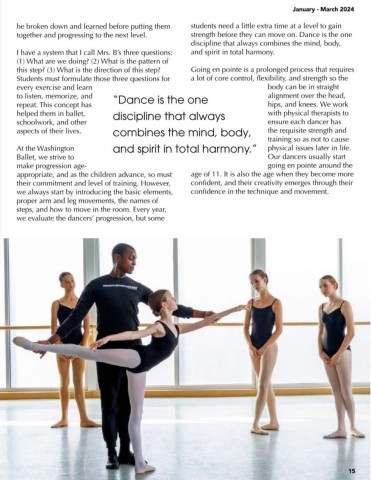 January - March 2024
be broken down and learned before putting them
together and progressing to the next level.
I have a system that I call Mrs. B's three questions:
(1) What are we doing? (2) What is the pattern of
this step? (3) What is the direction of this step?
Students must formulate those three questions for
every exercise and learn
to listen, memorize, and
repeat. This concept has
helped them in ballet,
schoolwork, and other
aspects of their lives.
At the Washington
Ballet, we strive to
make progression age-
appropriate, and as the children advance, so must
their commitment and level of training. However,
we always start by introducing the basic elements,
proper arm and leg movements, the names of
steps, and how to move in the room. Every year,
we evaluate the dancers' progression, but some
"Dance is the one
discipline that always
combines the mind, body,
and spirit in total harmony."
students need a little extra time at a level to gain
strength before they can move on. Dance is the one
discipline that always combines the mind, body,
and spirit in total harmony.
Going en pointe is a prolonged process that requires
a lot of core control, flexibility, and strength so the
body can be in straight
alignment over the head,
hips, and knees. We work
with physical therapists to
ensure each dancer has
the requisite strength and
training so as not to cause
physical issues later in life.
Our dancers usually start
going en pointe around the
age of 11. It is also the age when they become more
confident, and their creativity emerges through their
confidence in the technique and movement.
15